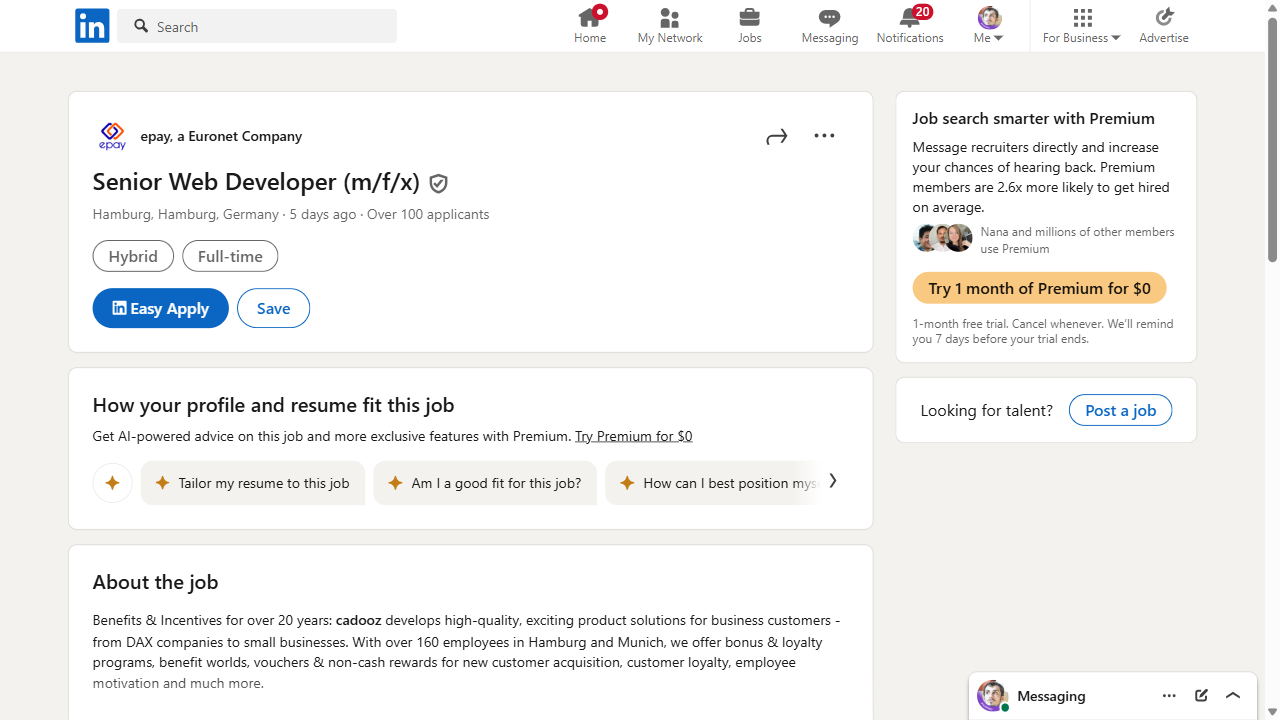 in
Search
Home
My Network
Jobs
Messaging
20
Notifications
Me
For Business
Advertise
epay
epay, a Euronet Company
Senior Web Developer (m/f/x)
Hamburg, Hamburg, Germany · 5 days ago · Over 100 applicants
Hybrid
Full-time
in Easy Apply
Save
How your profile and resume fit this job
Get AI-powered advice on this job and more exclusive features with Premium. Try Premium for $0
Tailor my resume to this job
Am I a good fit for this job?
How can I best position
About the job
Benefits & Incentives for over 20 years: cadooz develops high-quality, exciting product solutions for business customers -
from DAX companies to small businesses. With over 160 employees in Hamburg and Munich, we offer bonus & loyalty
programs, benefit worlds, vouchers & non-cash rewards for new customer acquisition, customer loyalty, employee
motivation and much more.
Job search smarter with Premium
Message recruiters directly and increase
your chances of hearing back. Premium
members are 2.6x more likely to get hired
on average.
Nana and millions of other members
use Premium
Try 1 month of Premium for $0
1-month free trial. Cancel whenever. We'll remind
you 7 days before your trial ends.
Looking for talent?
Post a job
Messaging